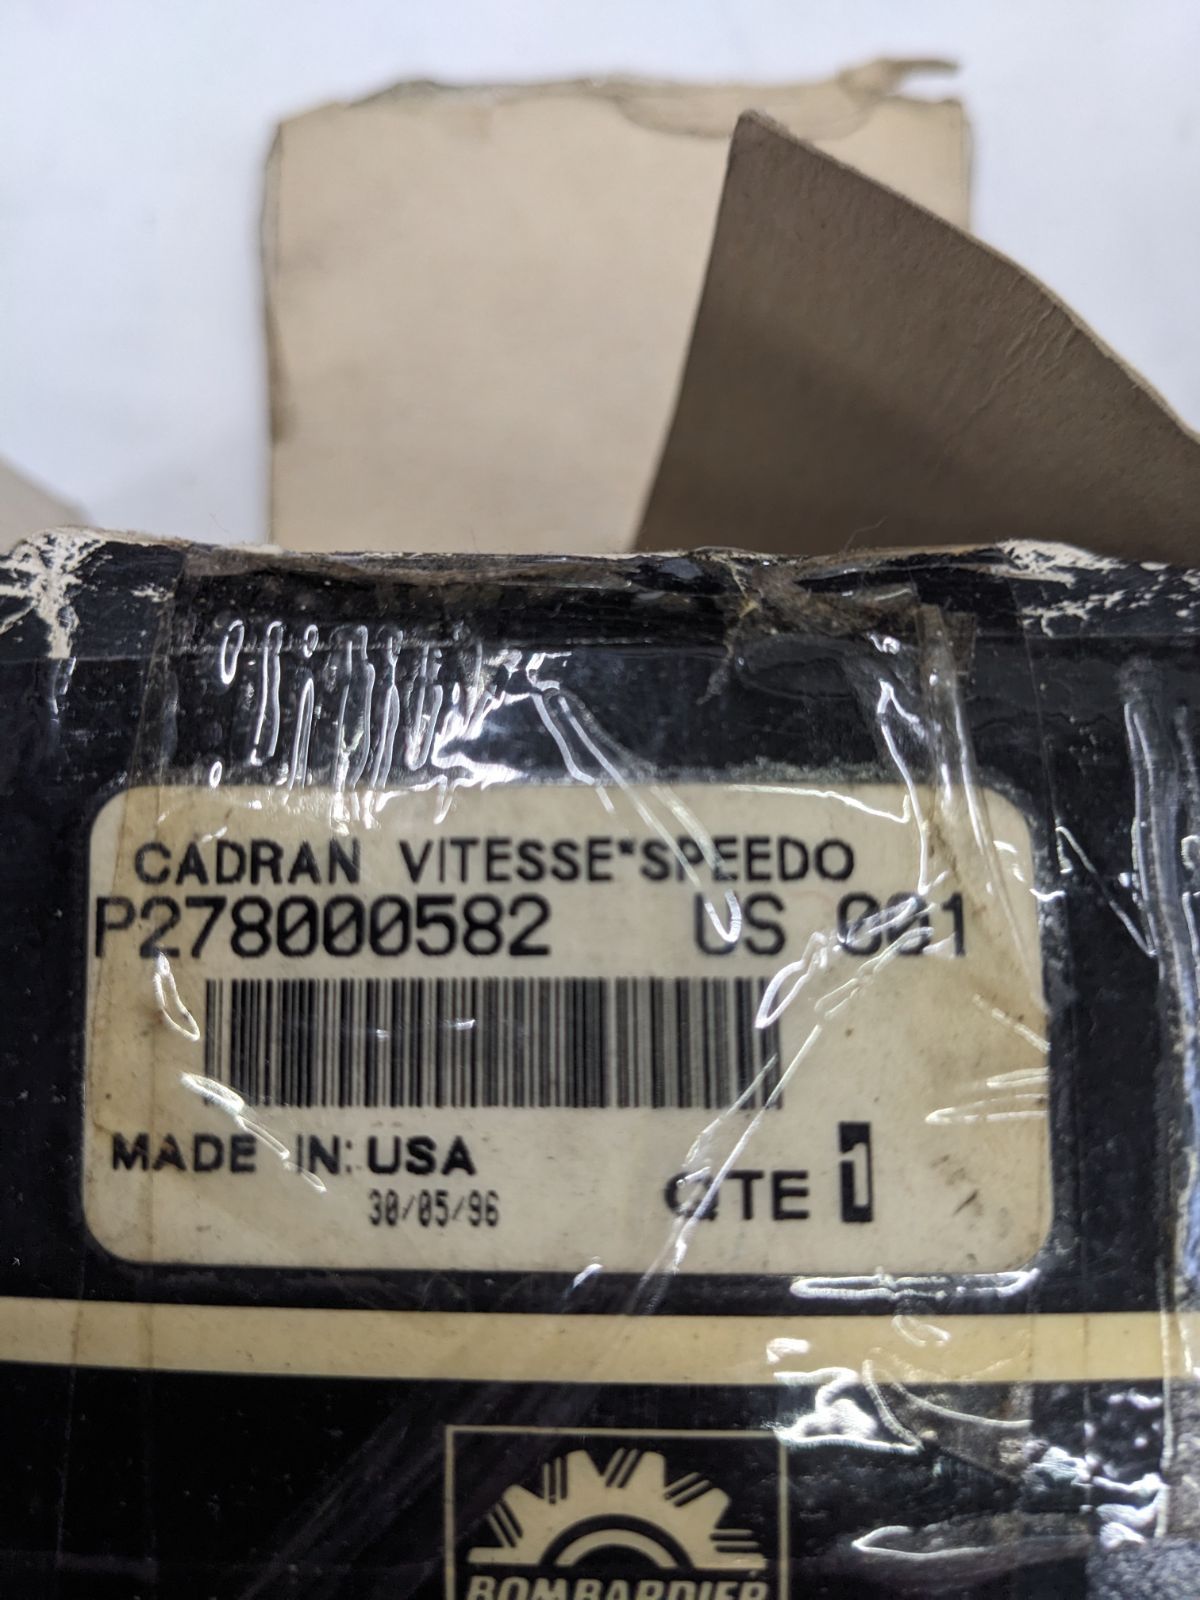 CADRAN VITESSE*SPEEDO
P278000582 US 001
MADE IN: USA
30/05/96
QTE 1
BOMBARDIER